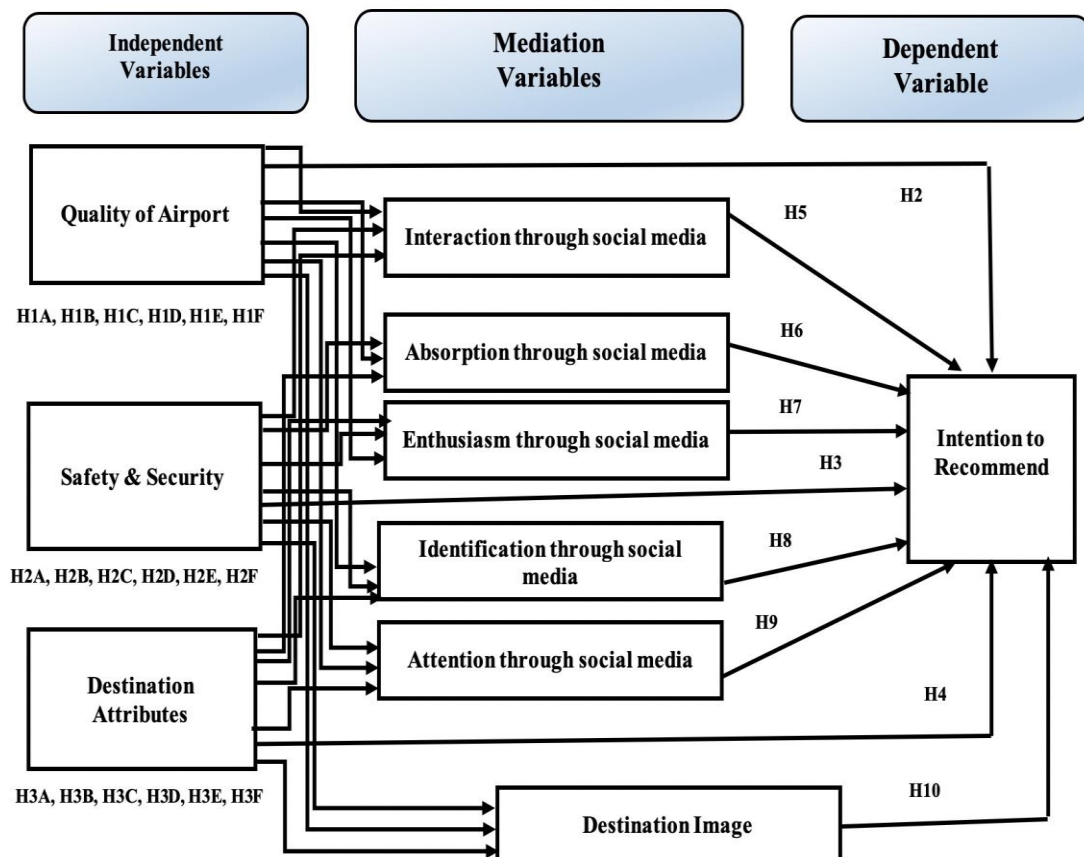 Independent
Variables
Mediation
Variables
Dependent
Variable
Quality of Airport
H1A, H1B, H1C, H1D, H1E, H1F
Safety & Security
H2A, H2B, H2C, H2D, H2E, H2F
Destination
Attributes
H3A, H3B, H3C, H3D, H3E, H3F
Interaction through social media
Absorption through social media
Enthusiasm through social media
Identification through social
media
Attention through social media
Destination Image
H2
H5
H6
H7
H3
H8
H9
H4
H10
Intention to
Recommend